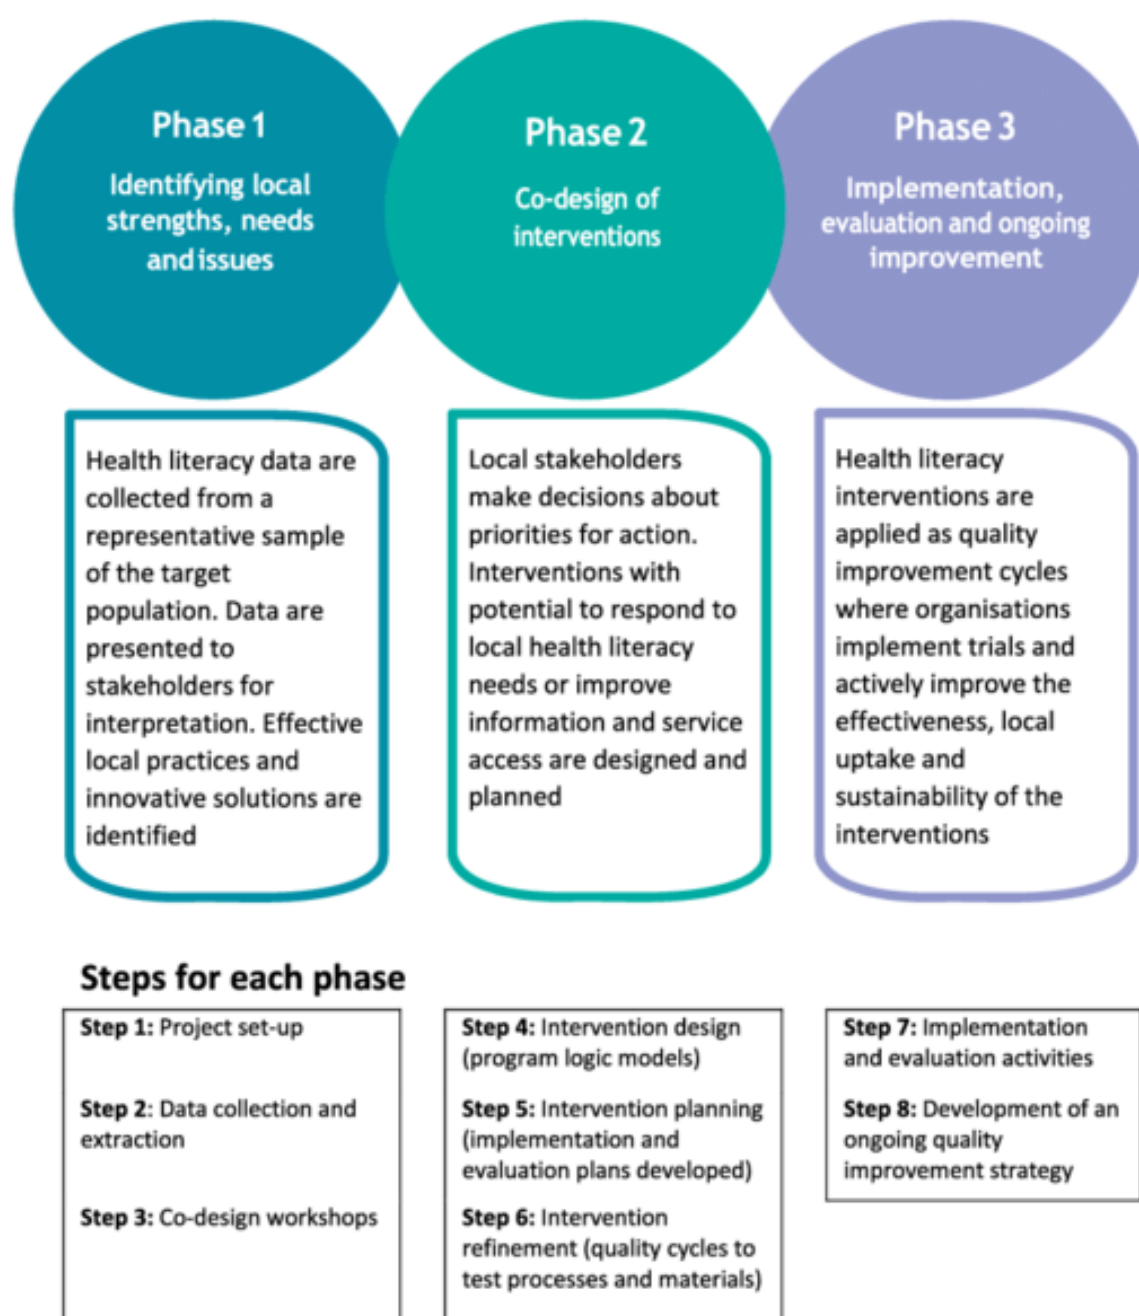 Phase 1
Identifying local
strengths, needs
and issues
Phase 2
Co-design of
interventions
Phase 3
Implementation,
evaluation and ongoing
improvement
Health literacy data are
collected from a
representative sample
of the target
population. Data are
presented to
stakeholders for
interpretation. Effective
local practices and
innovative solutions are
identified
Local stakeholders
make decisions about
priorities for action.
Interventions with
potential to respond to
local health literacy
needs or improve
information and service
access are designed and
planned
Health literacy
interventions are
applied as quality
improvement cycles
where organisations
implement trials and
actively improve the
effectiveness, local
uptake and
sustainability of the
interventions
Steps for each phase
Step 1: Project set-up
Step 2: Data collection and
extraction
Step 3: Co-design workshops
Step 4: Intervention design
(program logic models)
Step 5: Intervention planning
(implementation and
evaluation plans developed)
Step 6: Intervention
refinement (quality cycles to
test processes and materials)
Step 7: Implementation
and evaluation activities
Step 8: Development of an
ongoing quality
improvement strategy